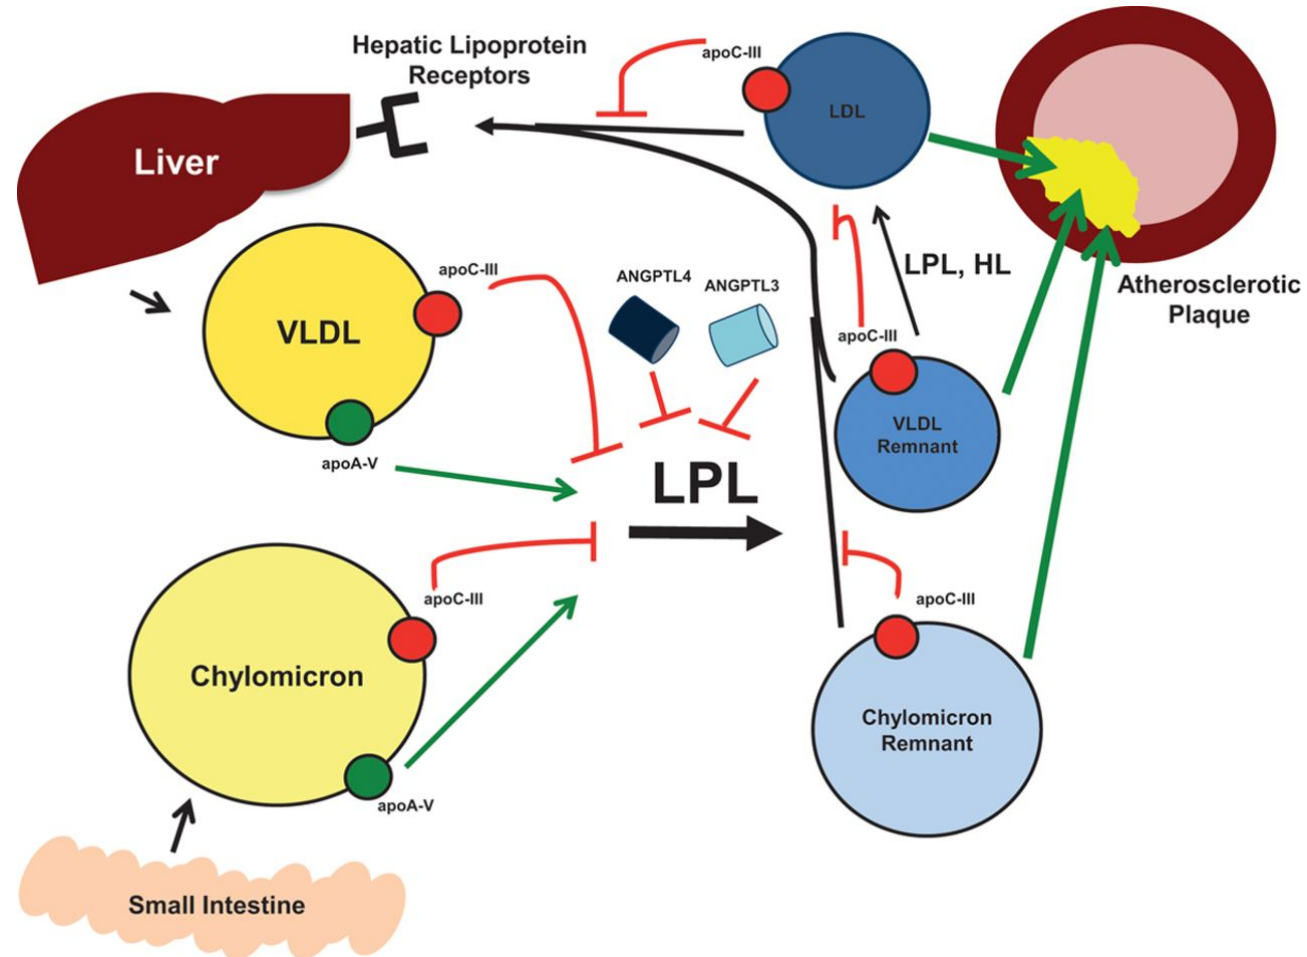 Hepatic Lipoprotein
Receptors
apoC-III
LDL
Liver
LPL, HL
Atherosclerotic
Plaque
apoC-III
ANGPTL4
ANGPTL3
VLDL
apoC-III
VLDL
Remnant
apoA-V
LPL
apoC-III
apoC-III
Chylomicron
Chylomicron
Remnant
apoA-V
Small Intestine